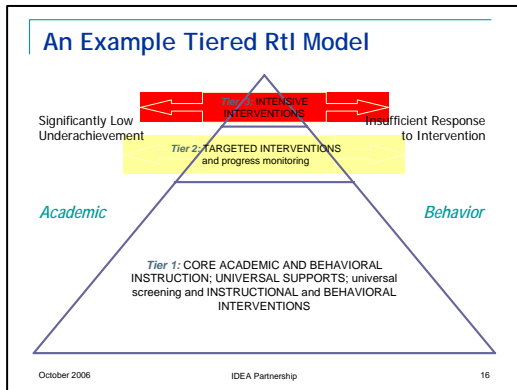 An Example Tiered RtI Model
Tier 3: INTENSIVE
INTERVENTIONS
Significantly Low
Underachievement
Insufficient Response
to Intervention
Tier 2: TARGETED INTERVENTIONS
and progress monitoring
Academic
Behavior
Tier 1: CORE ACADEMIC AND BEHAVIORAL
INSTRUCTION; UNIVERSAL SUPPORTS; universal
screening and INSTRUCTIONAL and BEHAVIORAL
INTERVENTIONS
October 2006
IDEA Partnership
16